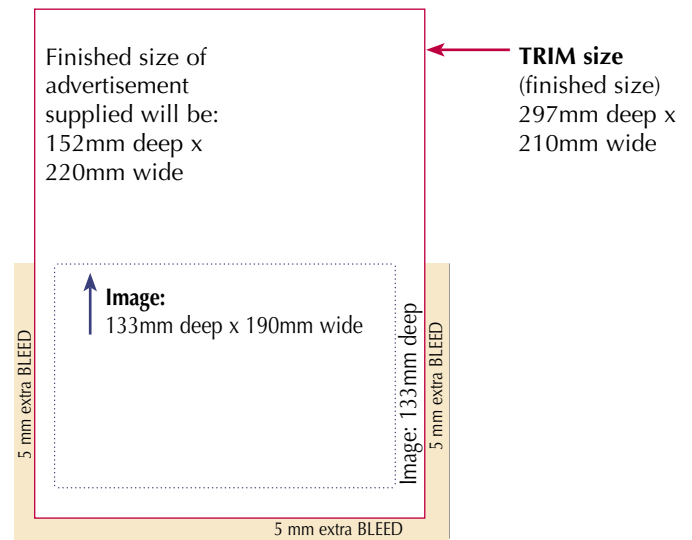 Finished size of
advertisement
supplied will be:
152mm deep x
220mm wide
TRIM size
(finished size)
297mm deep x
210mm wide
Image:
133mm deep x 190mm wide
Image: 133mm deep
5 mm extra BLEED
5 mm extra BLEED
5 mm extra BLEED